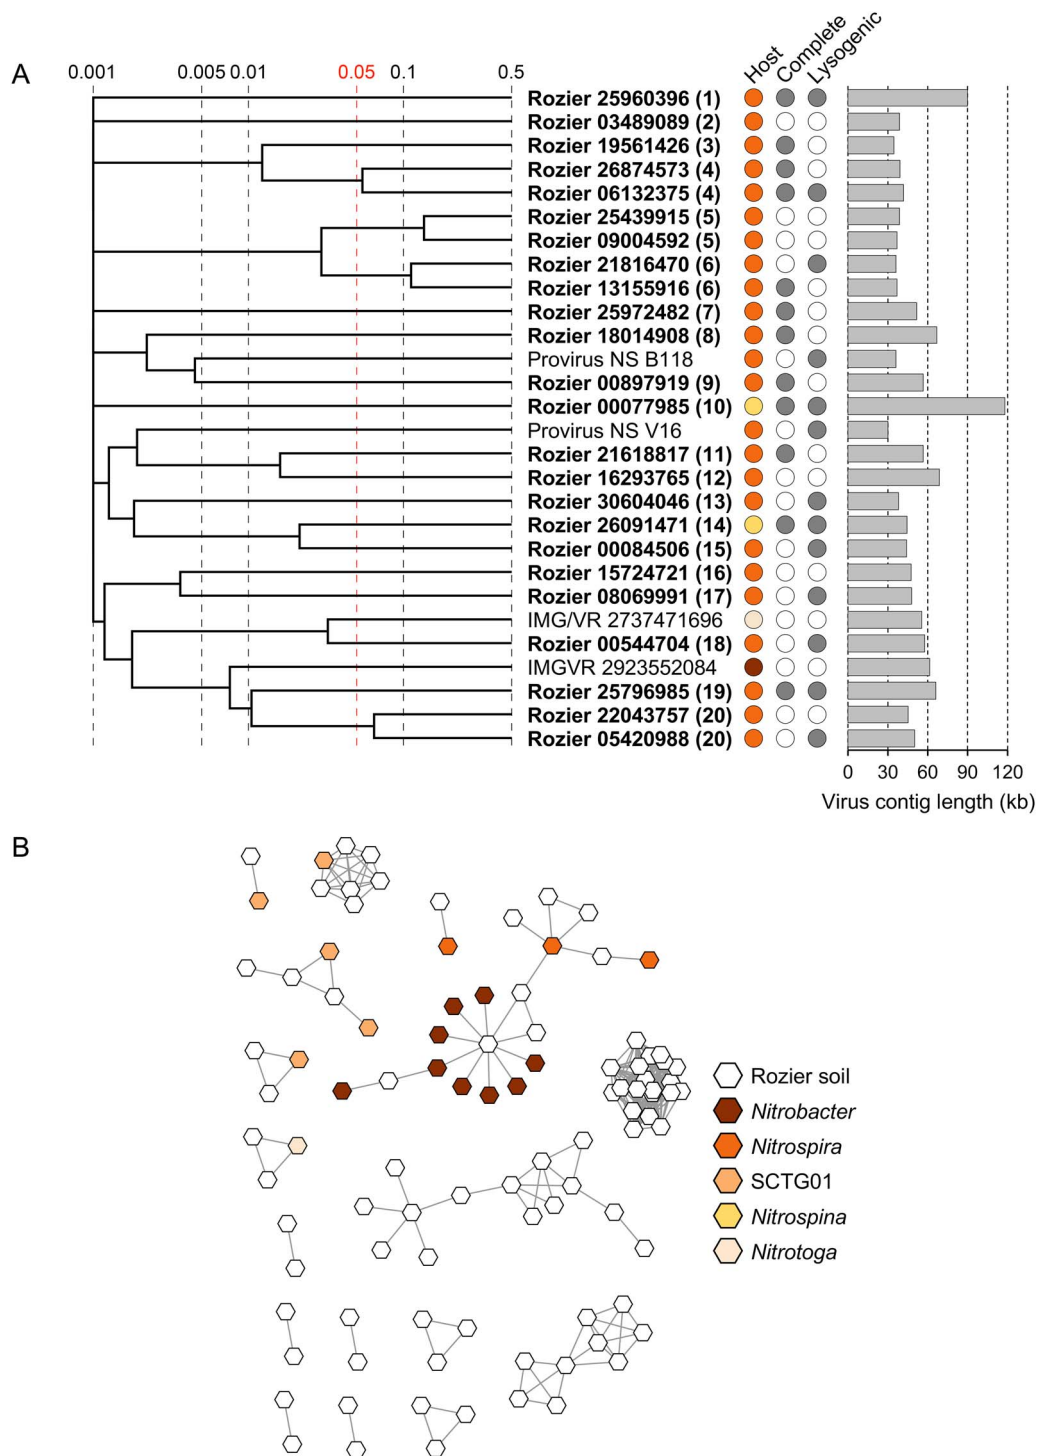 A
0.001 0.005 0.01 0.05 0.1 0.5
Host Complete Lysogenic
Rozier 25960396 (1)
Rozier 03489089 (2)
Rozier 19561426 (3)
Rozier 26874573 (4)
Rozier 06132375 (4)
Rozier 25439915 (5)
Rozier 09004592 (5)
Rozier 21816470 (6)
Rozier 13155916 (6)
Rozier 25972482 (7)
Rozier 18014908 (8)
Provirus NS B118
Rozier 00897919 (9)
Rozier 00077985 (10)
Provirus NS V16
Rozier 21618817 (11)
Rozier 16293765 (12)
Rozier 30604046 (13)
Rozier 26091471 (14)
Rozier 00084506 (15)
Rozier 15724721 (16)
Rozier 08069991 (17)
IMG/VR 2737471696
Rozier 00544704 (18)
IMGVR 2923552084
Rozier 25796985 (19)
Rozier 22043757 (20)
Rozier 05420988 (20)
0 30 60 90 120
Virus contig length (kb)
B
Rozier soil
Nitrobacter
Nitrospira
SCTG01
Nitrospina
Nitrotoga